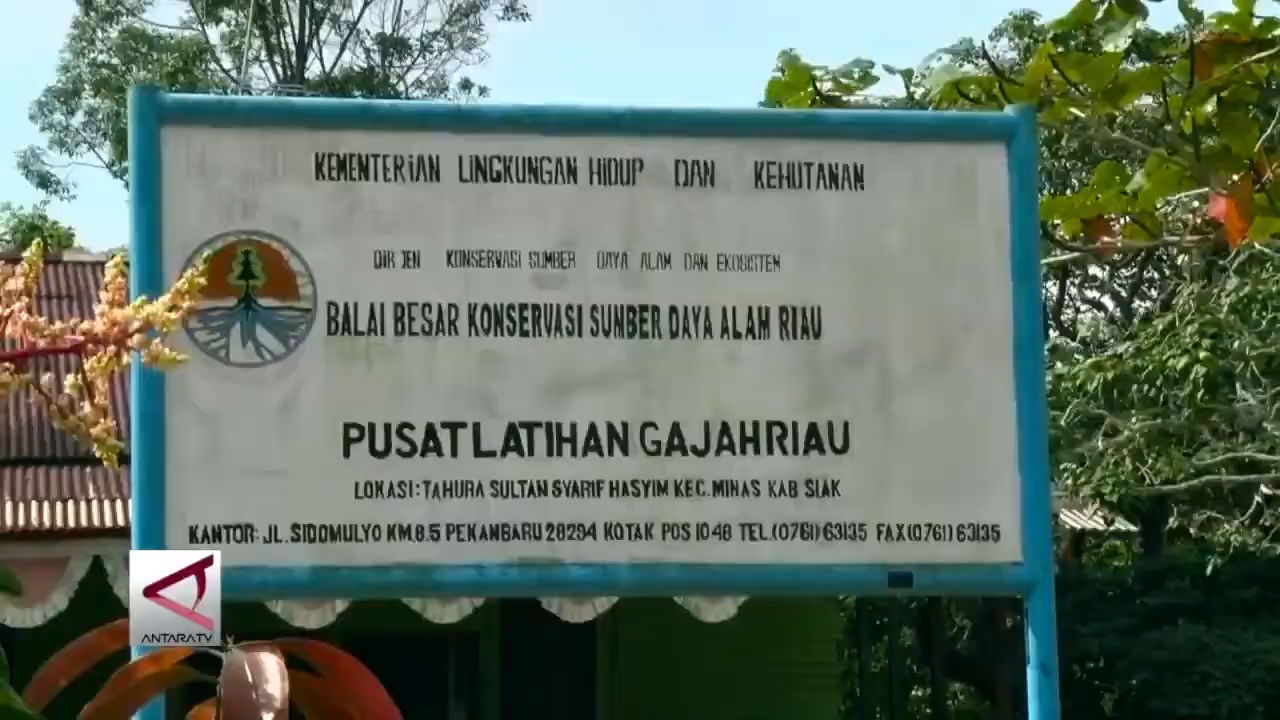 KEMENTERIAN LINGKUNGAN HIDUP DAN KEHUTANAN
DIR JEN KONSERVASI SUMBER DAYA ALAM DAN EKOSISTEM
BALAI BESAR KONSERVASI SUMBER DAYA ALAM RIAU
PUSAT LATIHAN GAJAH RIAU
LOKASI: TAHURA SULTAN SYARIF HASYIM KEC. MINAS KAB SIAK
KANTOR: JL. SIDOMULYO KM.8.5 PEKANBARU 28294 KOTAK POS 1048 TEL.(0761) 63135 FAX(0761) 63135
ANTARA TV